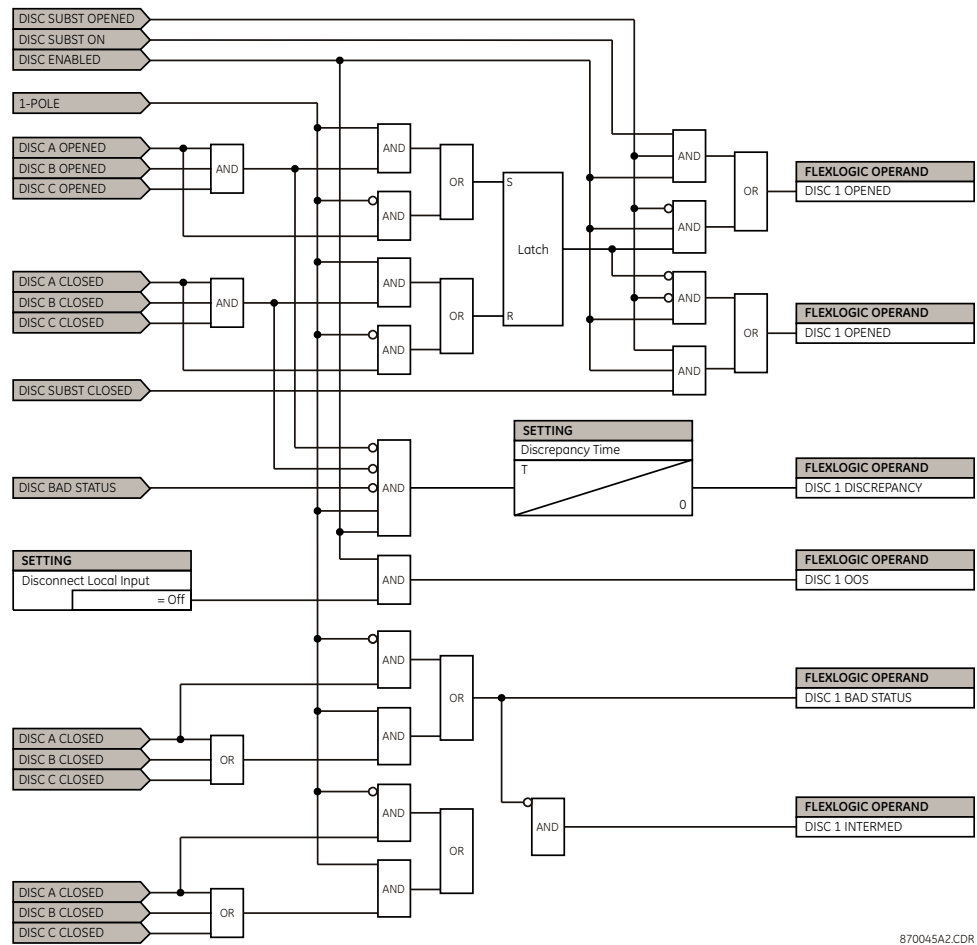 DISC SUBST OPENED
DISC SUBST ON
DISC ENABLED
1-POLE
DISC A OPENED
DISC B OPENED
DISC C OPENED
AND
AND
AND
OR
S
Latch
R
AND
AND
OR
FLEXLOGIC OPERAND
DISC 1 OPENED
DISC A CLOSED
DISC B CLOSED
DISC C CLOSED
AND
AND
AND
OR
AND
AND
OR
FLEXLOGIC OPERAND
DISC 1 OPENED
DISC SUBST CLOSED
DISC BAD STATUS
AND
SETTING
Discrepancy Time
T
0
FLEXLOGIC OPERAND
DISC 1 DISCREPANCY
SETTING
Disconnect Local Input
= Off
AND
FLEXLOGIC OPERAND
DISC 1 OOS
DISC A CLOSED
DISC B CLOSED
DISC C CLOSED
OR
AND
AND
OR
FLEXLOGIC OPERAND
DISC 1 BAD STATUS
DISC A CLOSED
DISC B CLOSED
DISC C CLOSED
OR
AND
AND
OR
AND
FLEXLOGIC OPERAND
DISC 1 INTERMED
870045A2.CDR